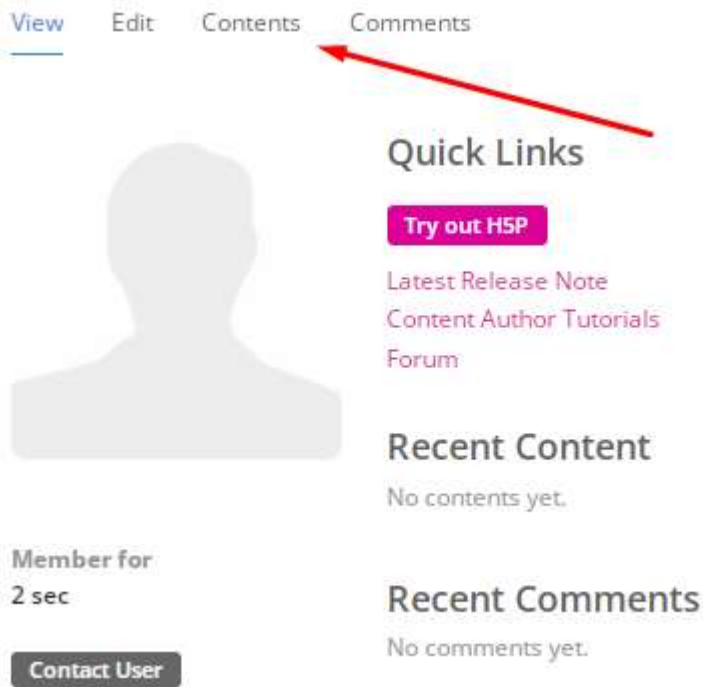 View Edit Contents Comments
Quick Links
Try out H5P
Latest Release Note
Content Author Tutorials
Forum
Recent Content
No contents yet.
Member for
2 sec
Recent Comments
No comments yet.
Contact User